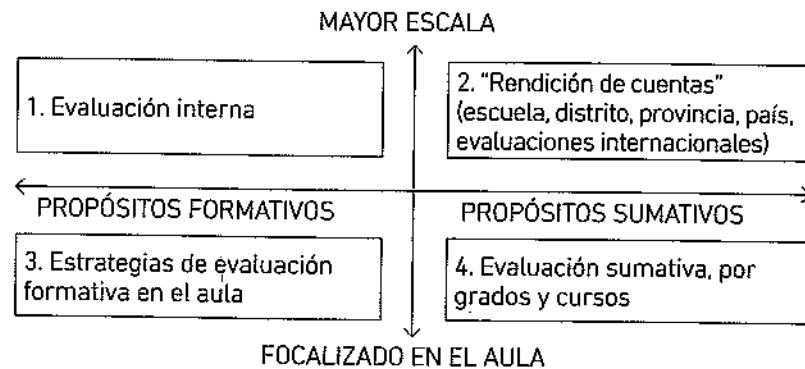 MAYOR ESCALA
1. Evaluación interna
2. "Rendición de cuentas"
(escuela, distrito, provincia, país,
evaluaciones internacionales)
PROPÓSITOS FORMATIVOS
PROPÓSITOS SUMATIVOS
3. Estrategias de evaluación
formativa en el aula
4. Evaluación sumativa, por
grados y cursos
FOCALIZADO EN EL AULA